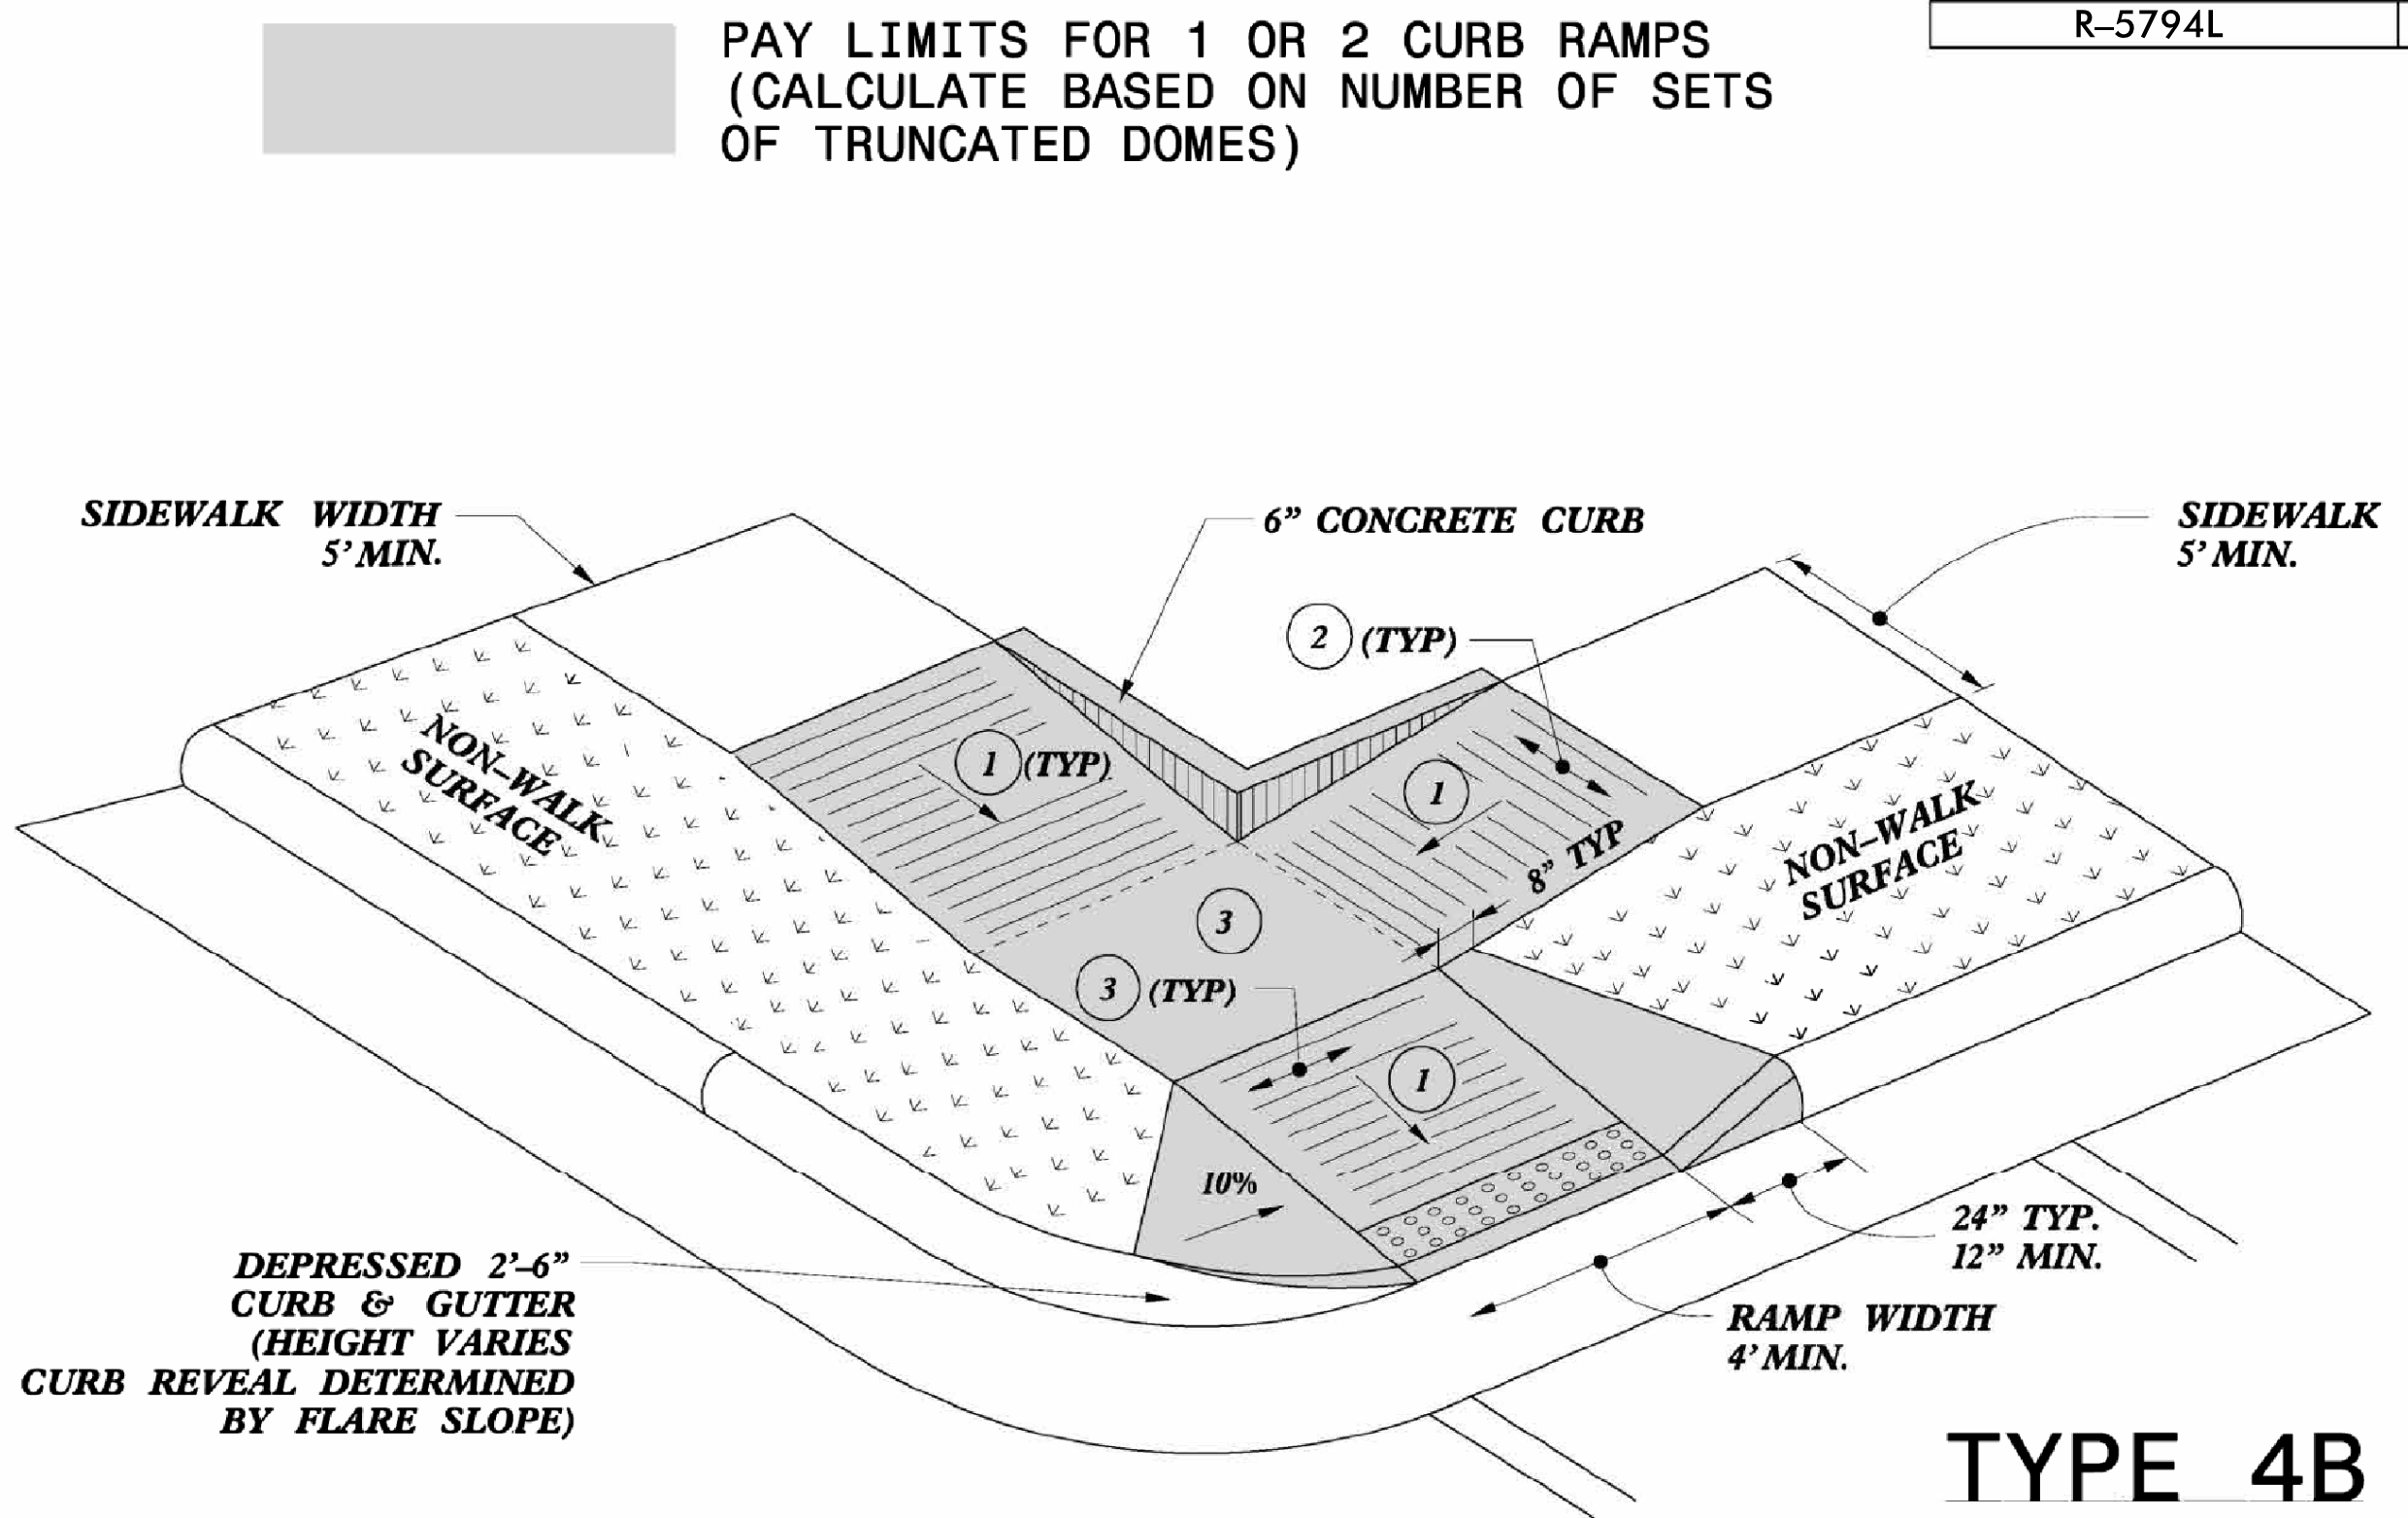 PAY LIMITS FOR 1 OR 2 CURB RAMPS
(CALCULATE BASED ON NUMBER OF SETS
OF TRUNCATED DOMES)
R–5794L
SIDEWALK WIDTH
5' MIN.
6” CONCRETE CURB
SIDEWALK
5' MIN.
2 (TYP)
NON–WALK
SURFACE
1 (TYP)
1
8” TYP
NON–WALK
SURFACE
3
3 (TYP)
1
10%
24” TYP.
12” MIN.
DEPRESSED 2'–6”
CURB & GUTTER
(HEIGHT VARIES
CURB REVEAL DETERMINED
BY FLARE SLOPE)
RAMP WIDTH
4' MIN.
TYPE 4B